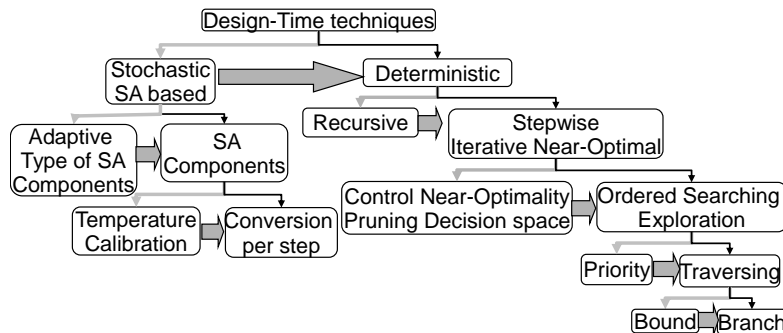 Design-Time techniques
Stochastic
SA based
Deterministic
Recursive
Stepwise
Iterative Near-Optimal
Adaptive
Type of SA
Components
SA
Components
Control Near-Optimality
Pruning Decision space
Ordered Searching
Exploration
Temperature
Calibration
Conversion
per step
Priority
Traversing
Bound
Branch